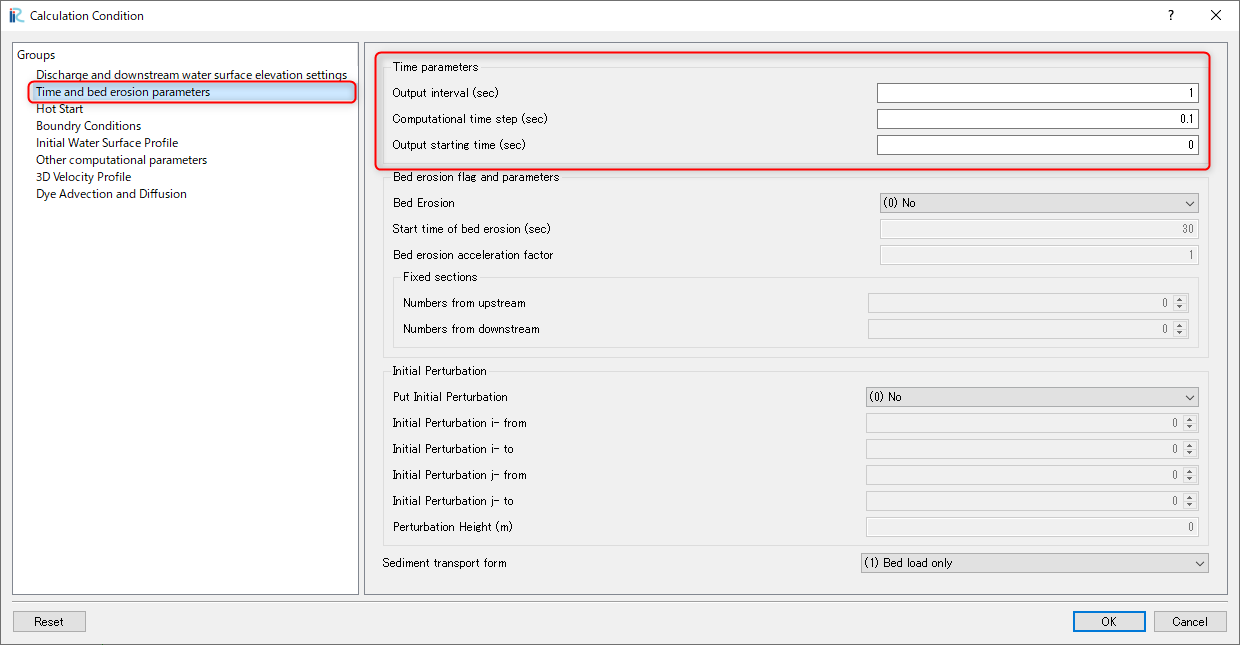 Calculation Condition
?
Groups
Discharge and downstream water surface elevation settings
Time and bed erosion parameters
Hot Start
Boundry Conditions
Initial Water Surface Profile
Other computational parameters
3D Velocity Profile
Dye Advection and Diffusion
Time parameters
Output interval (sec) 1
Computational time step (sec) 0.1
Output starting time (sec) 0
Bed erosion flag and parameters
Bed Erosion (0) No
Start time of bed erosion (sec) 30
Bed erosion acceleration factor 1
Fixed sections
Numbers from upstream 0
Numbers from downstream 0
Initial Perturbation
Put Initial Perturbation (0) No
Initial Perturbation i- from 0
Initial Perturbation i- to 0
Initial Perturbation j- from 0
Initial Perturbation j- to 0
Perturbation Height (m) 0
Sediment transport form (1) Bed load only
Reset OK Cancel